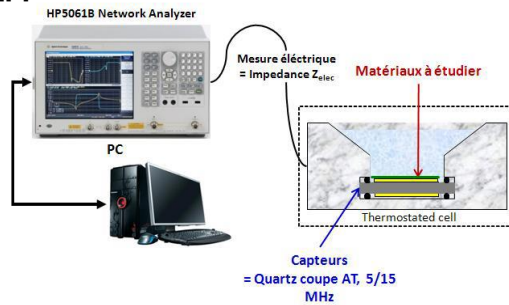 HP5061B Network Analyzer
Mesure éléctrique
= Impedance Zelec
Matériaux à étudier
PC
Thermostated cell
Capteurs
= Quartz coupe AT, 5/15
MHz